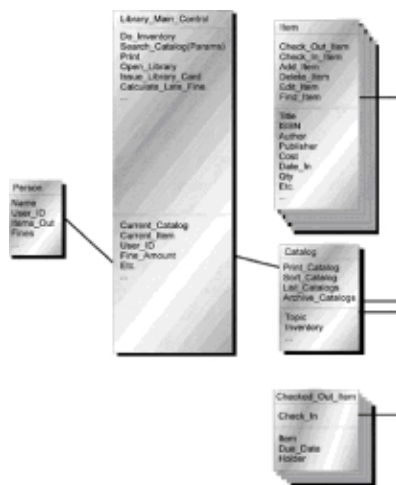 Library_Main_Control
Do_Inventory
Search_Catalog(Params)
Print
Open_Library
Issue_Library_Card
Calculate_Late_Fine
...
Current_Catalog
Current_Item
User_ID
Fine_Amount
Etc.
...
Person
Name
User_ID
Items_Out
Fines
Item
Check_Out_Item
Check_In_Item
Add_Item
Delete_Item
Edit_Item
Find_Item
Title
ISBN
Author
Publisher
Cost
Date_In
Qty
Etc.
...
Catalog
Print_Catalog
Sort_Catalog
List_Catalogs
Archive_Catalogs
Topic
Inventory
...
Checked_Out_Item
Check_In
Item
Due_Date
Holder